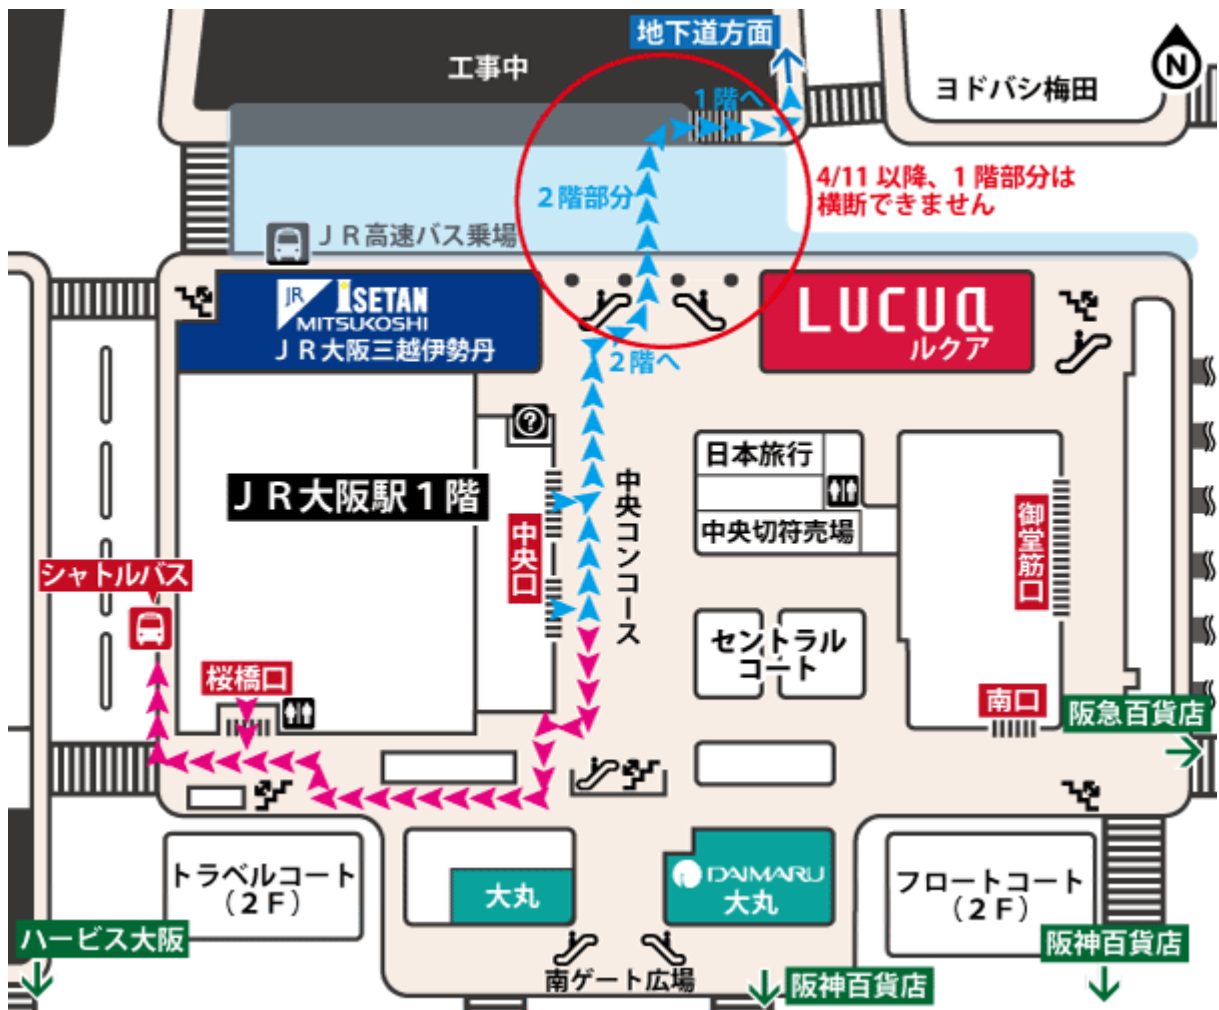 地下道方面
工事中
N
ヨドバシ梅田
1階へ
4/11 以降、1階部分は
横断できません
2階部分
JR高速バス乗場
JR
ISETAN
MITSUKOSHI
JR大阪三越伊勢丹
LUCUA
ルクア
2階へ
?
日本旅行
中央切符売場
JR大阪駅1階
中央口
中央コンコース
御堂筋口
シャトルバス
セントラル
コート
桜橋口
南口
阪急百貨店
トラベルコート
(2F)
大丸
DAIMARU
大丸
フロートコート
(2F)
ハービス大阪
阪神百貨店
南ゲート広場
阪神百貨店